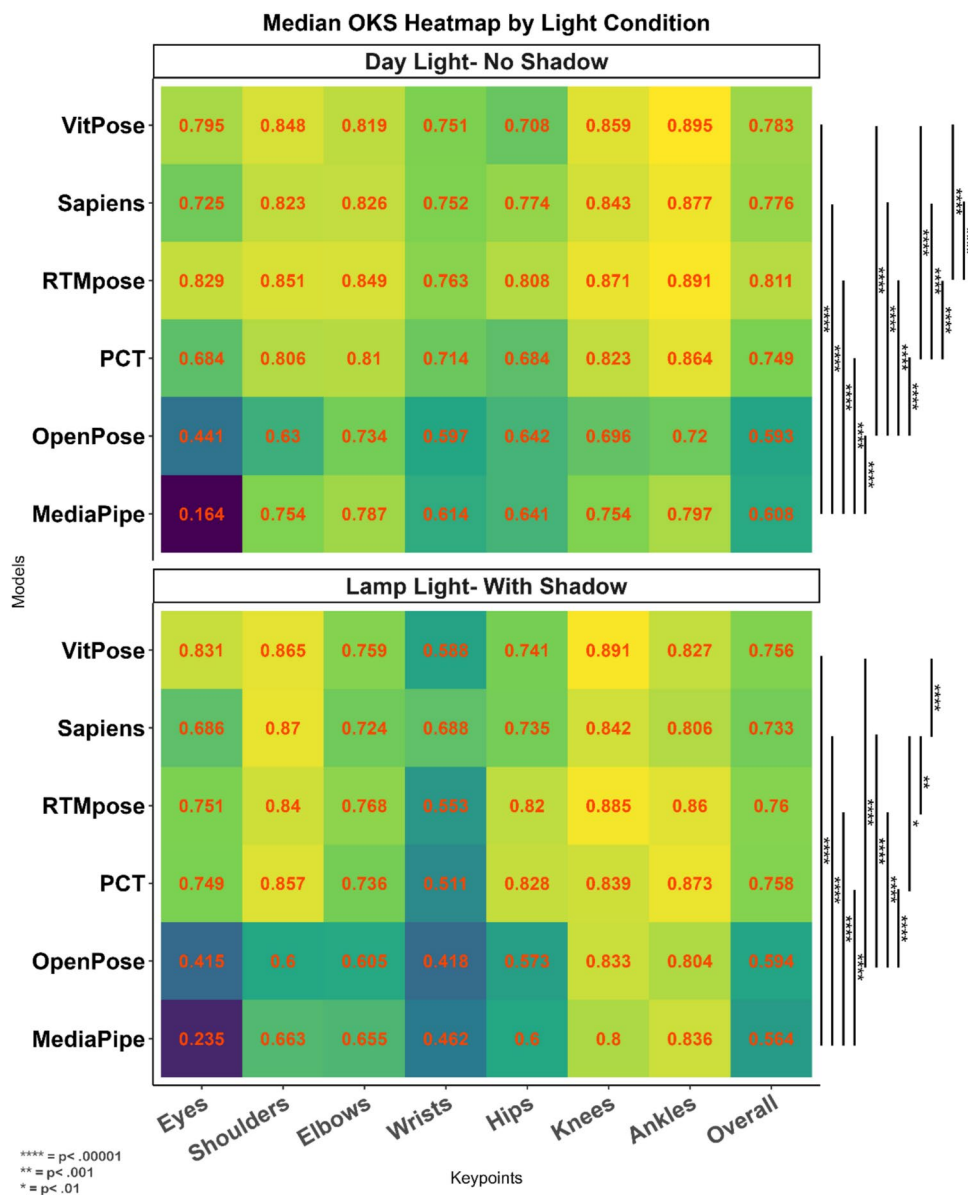 Median OKS Heatmap by Light Condition
Day Light- No Shadow
VitPose 0.795 0.848 0.819 0.751 0.708 0.859 0.895 0.783
Sapiens 0.725 0.823 0.826 0.752 0.774 0.843 0.877 0.776
RTMpose 0.829 0.851 0.849 0.763 0.808 0.871 0.891 0.811
PCT 0.684 0.806 0.81 0.714 0.684 0.823 0.864 0.749
OpenPose 0.441 0.63 0.734 0.597 0.642 0.696 0.72 0.593
MediaPipe 0.164 0.754 0.787 0.614 0.641 0.754 0.797 0.608
Models
Lamp Light- With Shadow
VitPose 0.831 0.865 0.759 0.588 0.741 0.891 0.827 0.756
Sapiens 0.686 0.87 0.724 0.688 0.735 0.842 0.806 0.733
RTMpose 0.751 0.84 0.768 0.553 0.82 0.885 0.86 0.76
PCT 0.749 0.857 0.736 0.511 0.828 0.839 0.873 0.758
OpenPose 0.415 0.6 0.605 0.418 0.573 0.833 0.804 0.594
MediaPipe 0.235 0.663 0.655 0.462 0.6 0.8 0.836 0.564
Eyes Shoulders Elbows Wrists Hips Knees Ankles Overall
Keypoints
**** = p< .00001
** = p< .001
* = p< .01